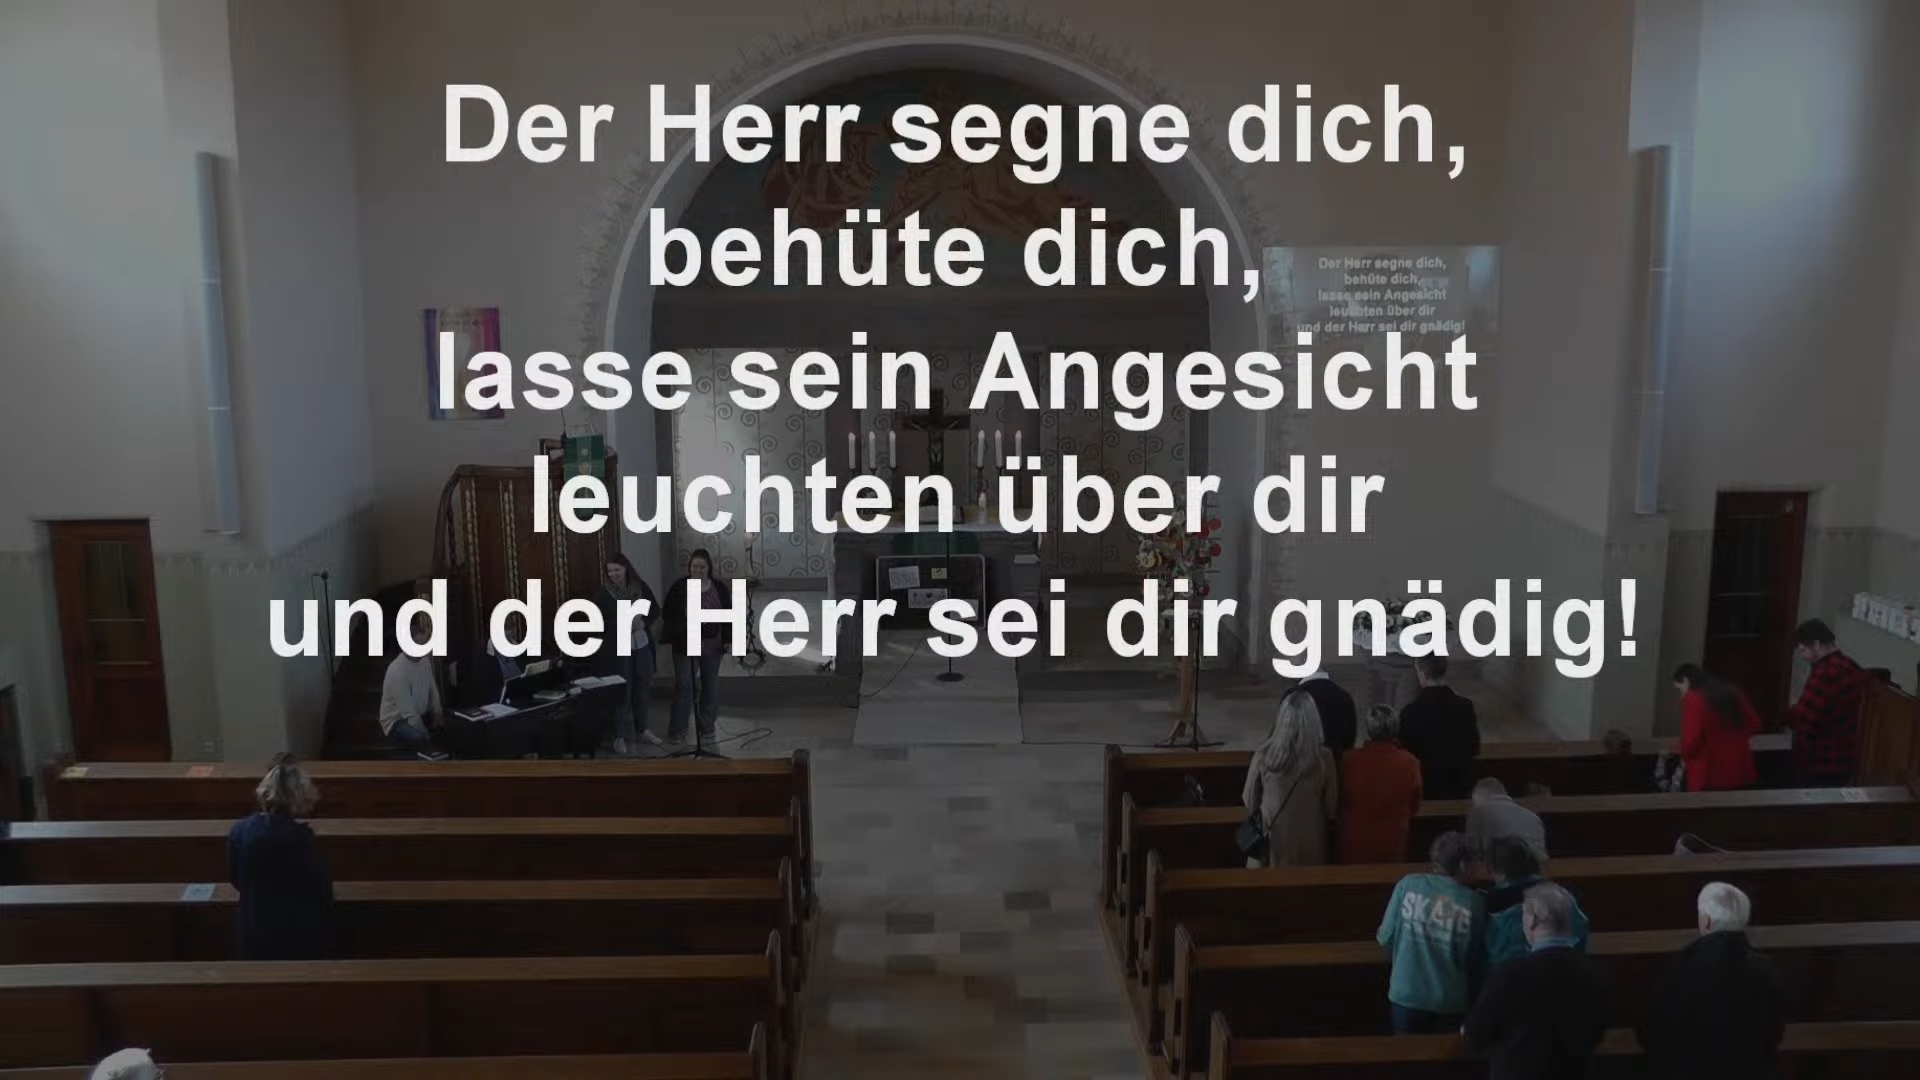 Der Herr segne dich,
behüte dich,
lasse sein Angesicht
leuchten über dir
und der Herr sei dir gnädig!
Der Herr segne dich,
behüte dich,
lasse sein Angesicht
leuchten über dir
und der Herr sei dir gnädig!
SKATE